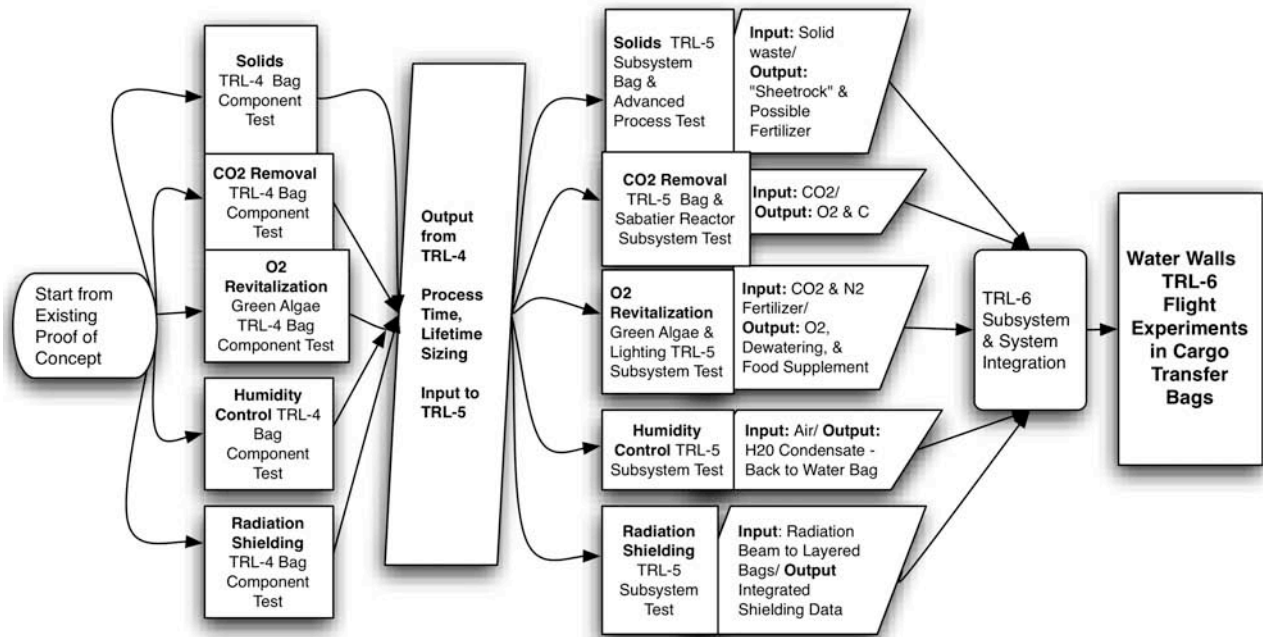 Start from
Existing
Proof of
Concept
Solids
TRL-4 Bag
Component
Test
CO2 Removal
TRL-4 Bag
Component
Test
O2
Revitalization
Green Algae
TRL-4 Bag
Component Test
Humidity
Control TRL-4
Bag
Component
Test
Radiation
Shielding
TRL-4 Bag
Component
Test
Output
from
TRL-4
Process
Time,
Lifetime
Sizing
Input to
TRL-5
Solids TRL-5
Subsystem
Bag &
Advanced
Process Test
Input: Solid
waste/
Output:
"Sheetrock" &
Possible
Fertilizer
CO2 Removal
TRL-5 Bag &
Sabatier Reactor
Subsystem Test
Input: CO2/
Output: O2 & C
O2
Revitalization
Green Algae &
Lighting TRL-5
Subsystem Test
Input: CO2 & N2
Fertilizer/
Output: O2,
Dewatering, &
Food Supplement
Humidity
Control TRL-5
Subsystem Test
Input: Air/ Output:
H20 Condensate -
Back to Water Bag
Radiation
Shielding
TRL-5
Subsystem
Test
Input: Radiation
Beam to Layered
Bags/ Output
Integrated
Shielding Data
TRL-6
Subsystem
& System
Integration
Water Walls
TRL-6
Flight
Experiments
in Cargo
Transfer
Bags